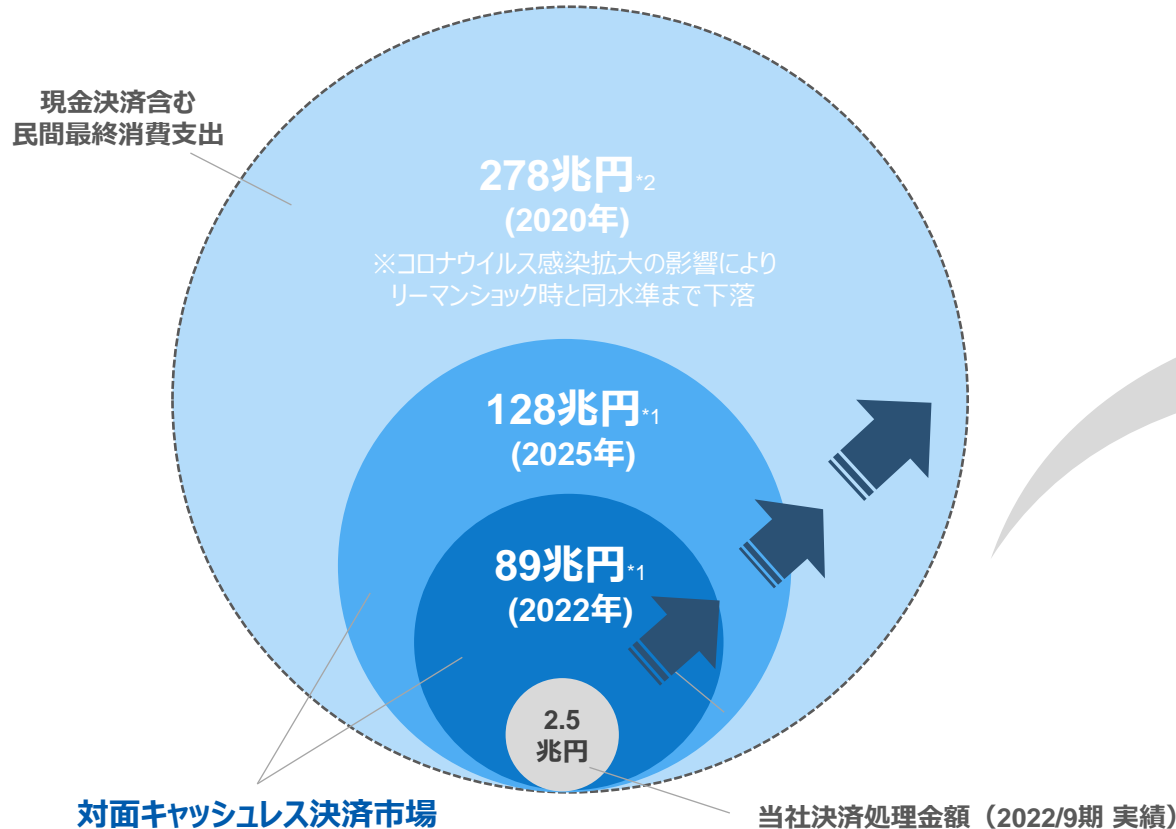 現金決済含む
民間最終消費支出
278兆円*2
(2020年)
※コロナウイルス感染拡大の影響により
リーマンショック時と同水準まで下落
128兆円*1
(2025年)
89兆円*1
(2022年)
2.5
兆円
対面キャッシュレス決済市場
当社決済処理金額（2022/9期 実績）